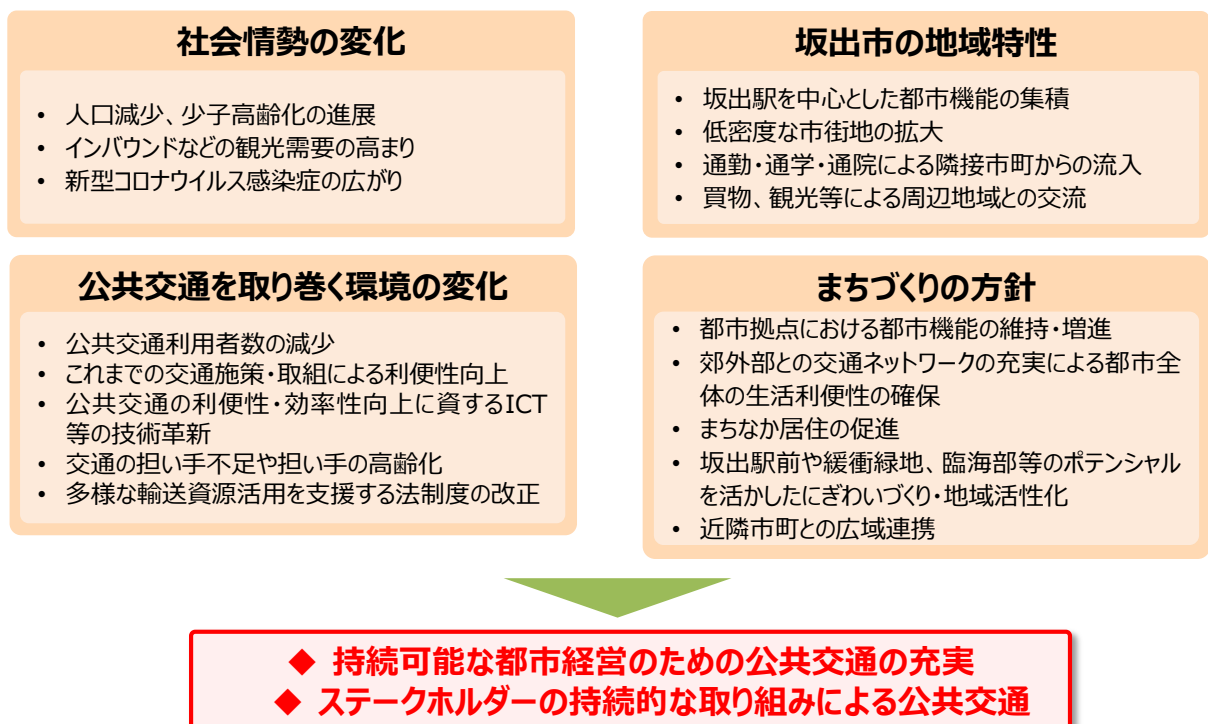 社会情勢の変化
• 人口減少、少子高齢化の進展
• インバウンドなどの観光需要の高まり
• 新型コロナウイルス感染症の広がり
坂出市の地域特性
• 坂出駅を中心とした都市機能の集積
• 低密度な市街地の拡大
• 通勤・通学・通院による隣接市町からの流入
• 買物、観光等による周辺地域との交流
公共交通を取り巻く環境の変化
• 公共交通利用者数の減少
• これまでの交通施策・取組による利便性向上
• 公共交通の利便性・効率性向上に資するICT
等の技術革新
• 交通の担い手不足や担い手の高齢化
• 多様な輸送資源活用を支援する法制度の改正
まちづくりの方針
• 都市拠点における都市機能の維持・増進
• 郊外部との交通ネットワークの充実による都市全
体の生活利便性の確保
• まちなか居住の促進
• 坂出駅前や緩衝緑地、臨海部等のポテンシャル
を活かしたにぎわいづくり・地域活性化
• 近隣市町との広域連携
◆ 持続可能な都市経営のための公共交通の充実
◆ ステークホルダーの持続的な取り組みによる公共交通